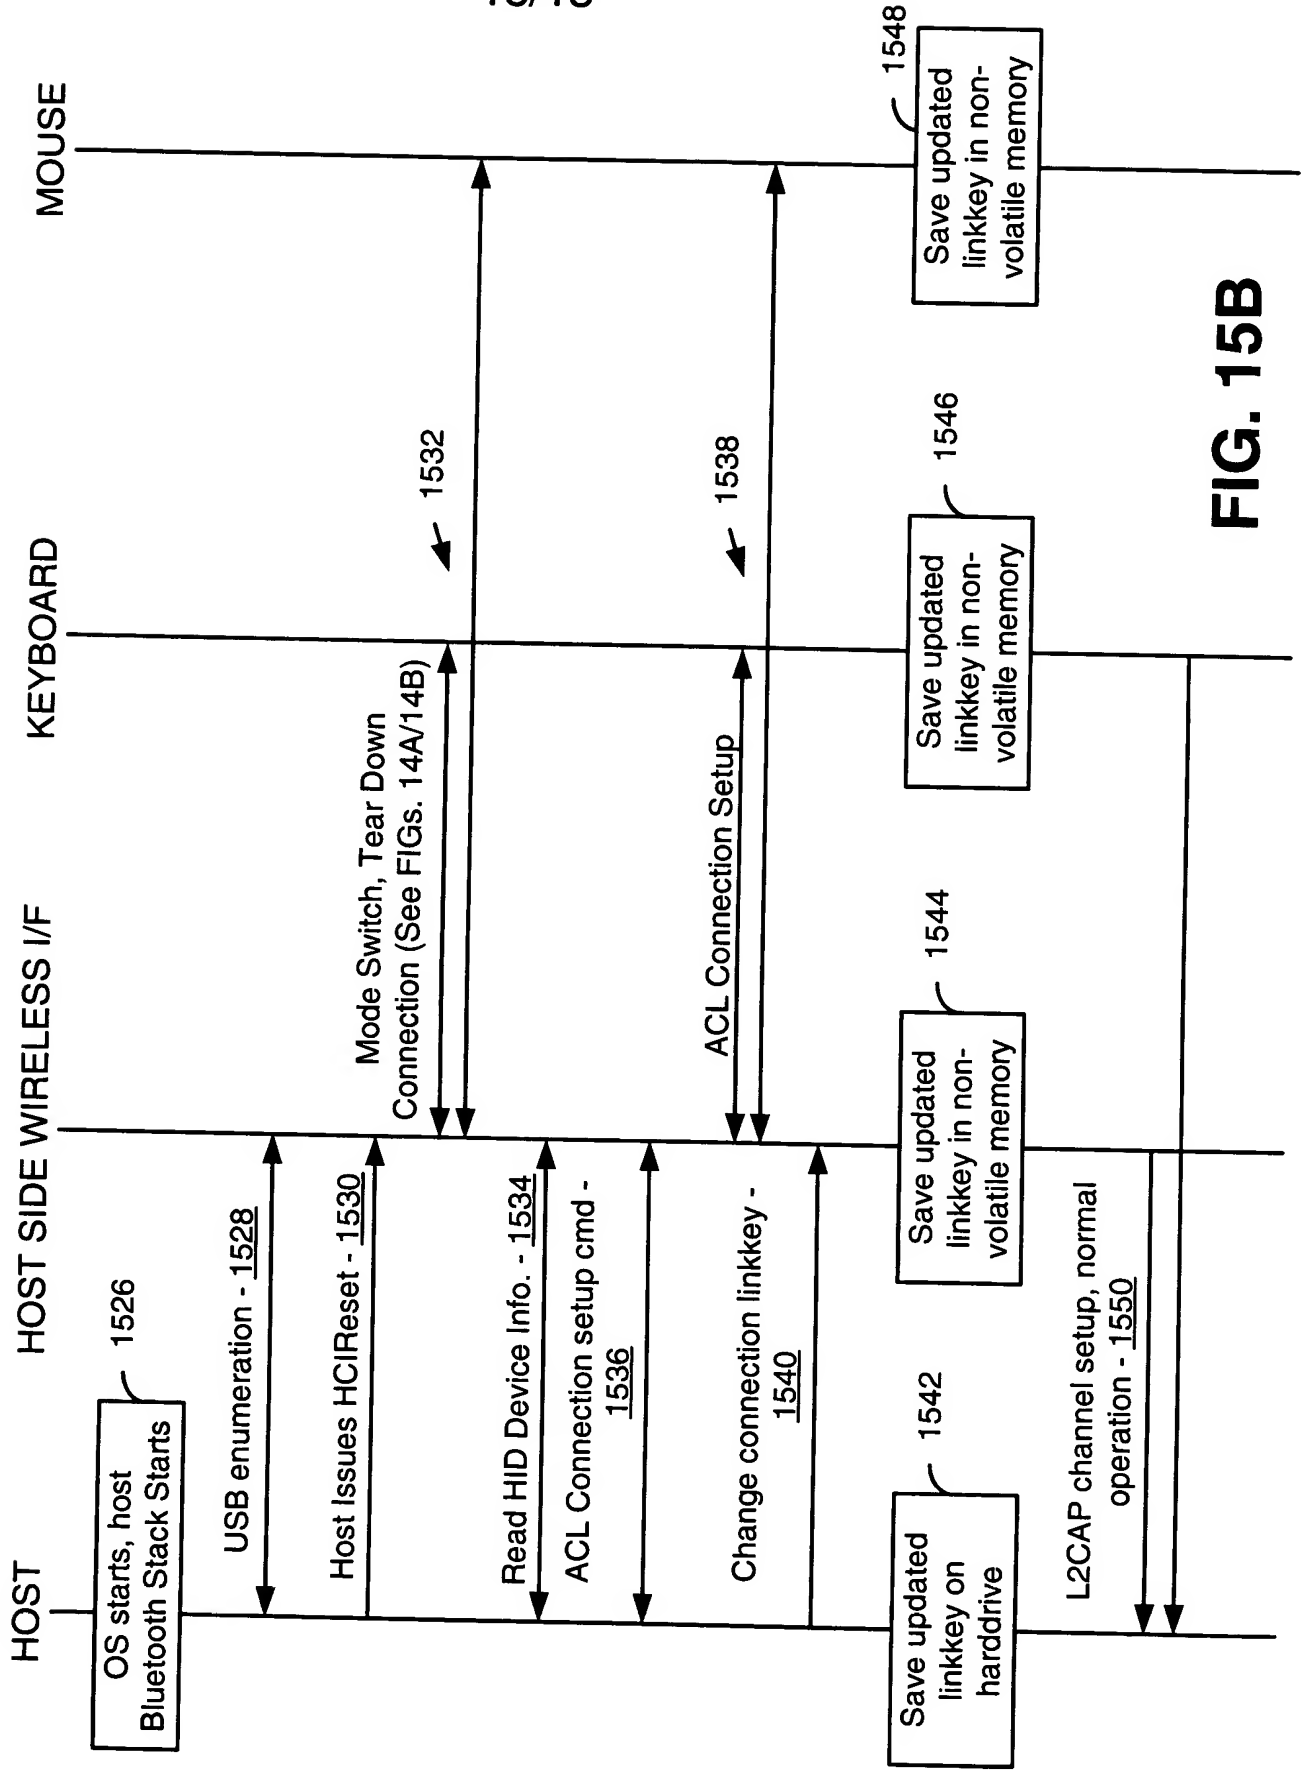 HOST
HOST SIDE WIRELESS I/F
KEYBOARD
MOUSE
OS starts, host
Bluetooth Stack Starts
1526
USB enumeration - 1528
Host Issues HCIReset - 1530
Mode Switch, Tear Down
Connection (See FIGs. 14A/14B)
1532
Read HID Device Info. - 1534
ACL Connection setup cmd -
1536
ACL Connection Setup
1538
Change connection linkkey -
1540
Save updated
linkkey on
harddrive
1542
Save updated
linkkey in non-
volatile memory
1544
Save updated
linkkey in non-
volatile memory
1546
Save updated
linkkey in non-
volatile memory
1548
L2CAP channel setup, normal
operation - 1550
FIG. 15B